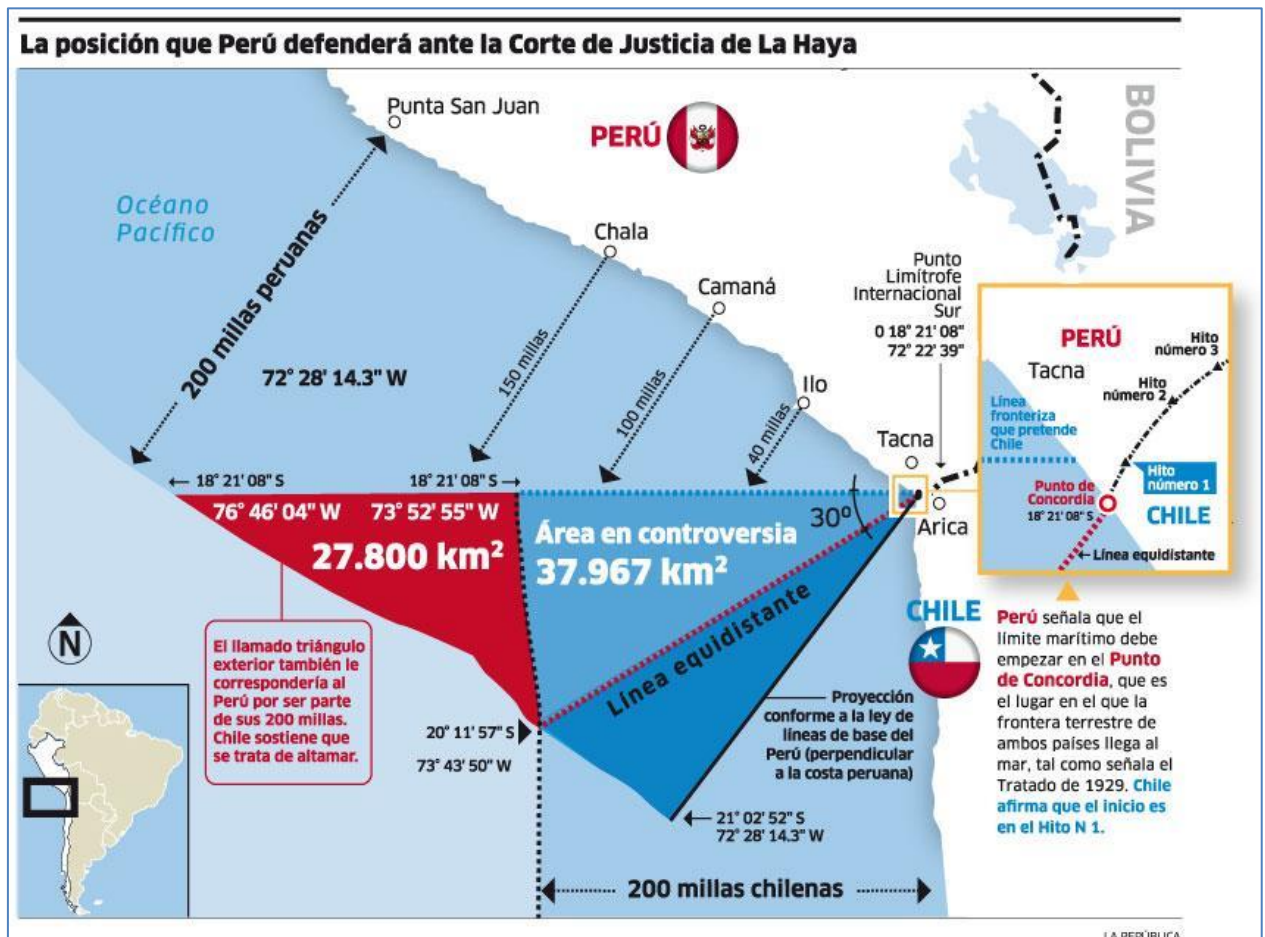 La posición que Perú defenderá ante la Corte de Justicia de La Haya
Punta San Juan
PERÚ
BOLIVIA
Océano
Pacífico
200 millas peruanas
Chala
150 millas
Camaná
100 millas
Ilo
40 millas
Punto
Limítrofe
Internacional
Sur
0 18° 21' 08"
72° 22' 39"
72° 28' 14.3" W
Tacna
Arica
← 18° 21' 08" S
18° 21' 08" S →
76° 46' 04" W
73° 52' 55" W
27.800 km²
Área en controversia
37.967 km²
30º
Línea equidistante
PERÚ
Tacna
Hito
número 3
Hito
número 2
Línea
fronteriza
que pretende
Chile
Hito
número 1
Punto de
Concordia
18° 21' 08" S
CHILE
Línea equidistante
CHILE
Perú señala que el
límite marítimo debe
empezar en el Punto
de Concordia, que es
el lugar en el que la
frontera terrestre de
ambos países llega al
mar, tal como señala el
Tratado de 1929. Chile
afirma que el inicio es
en el Hito N 1.
N
El llamado triángulo
exterior también le
correspondería al
Perú por ser parte
de sus 200 millas.
Chile sostiene que
se trata de altamar.
20° 11' 57" S
73° 43' 50" W
Proyección
conforme a la ley de
líneas de base del
Perú (perpendicular
a la costa peruana)
21° 02' 52" S
72° 28' 14.3" W
200 millas chilenas
LA REPÚBLICA